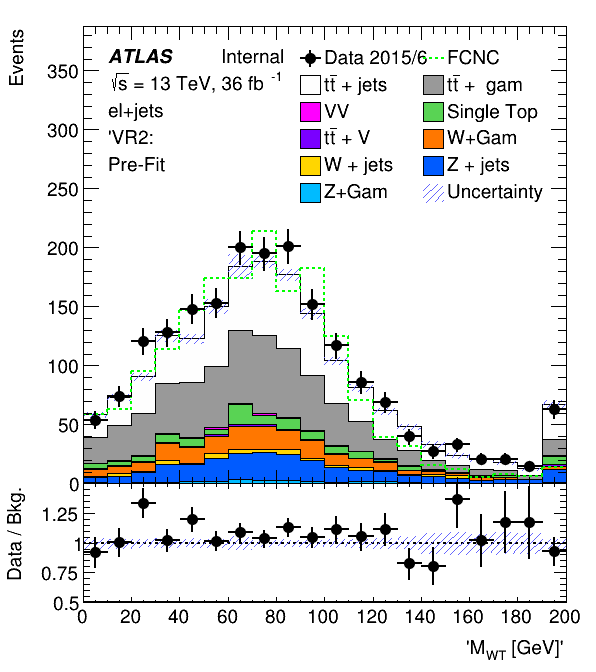 Events
350
300
250
200
150
100
50
0
ATLAS Internal
√s = 13 TeV, 36 fb -1
el+jets
'VR2:
Pre-Fit
Data 2015/6 FCNC
tt̄ + jets tt̄ + gam
VV Single Top
tt̄ + V W+Gam
W + jets Z + jets
Z+Gam Uncertainty
Data / Bkg.
1.25
1
0.75
0.5
0 20 40 60 80 100 120 140 160 180 200
'M_WT [GeV]'